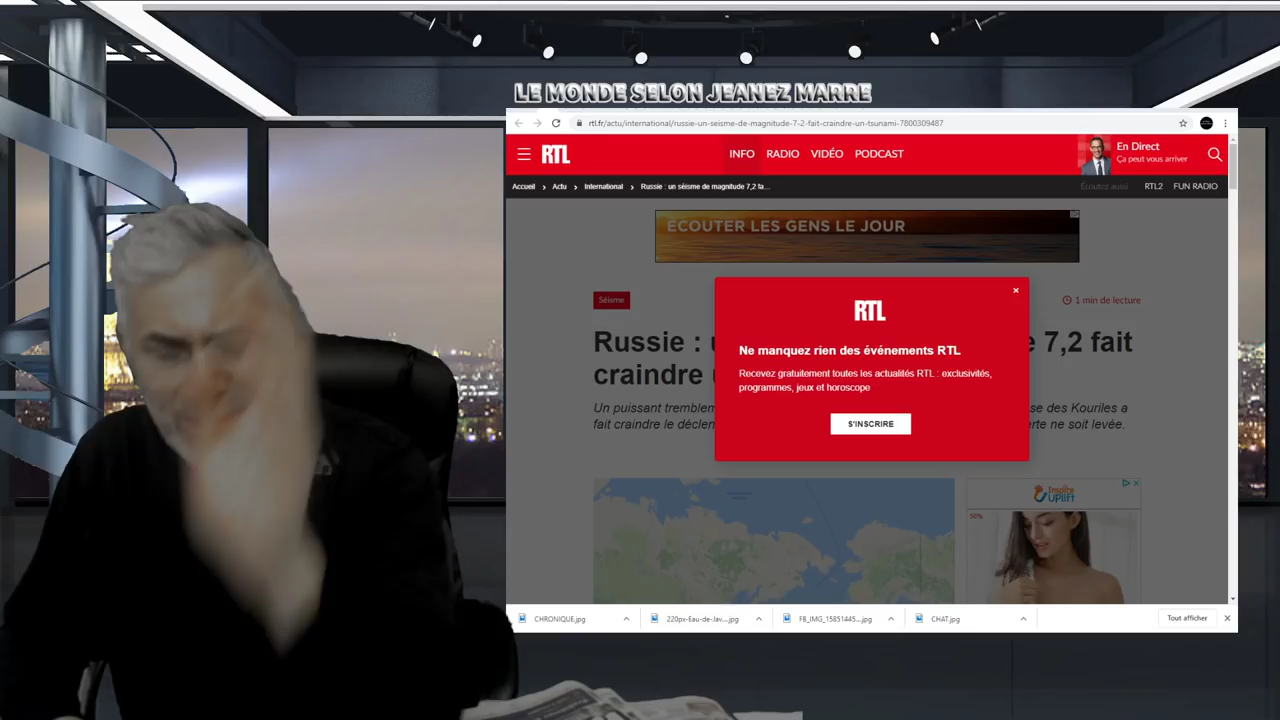 LE MONDE SELON JEANEZ MARRE
rtl.fr/actu/international/russie-un-seisme-de-magnitude-7-2-fait-craindre-un-tsunami-7800309487
RTL
INFO RADIO VIDÉO PODCAST
En Direct
Ça peut vous arriver
Accueil > Actu > International > Russie : un séisme de magnitude 7,2 fa...
Écoutez aussi RTL2 FUN RADIO
ÉCOUTER LES GENS LE JOUR
Séisme
1 min de lecture
Russie : 7,2 fait
craindre
Un puissant se des Kouriles a
fait craindre le déclen rte ne soit levée.
×
RTL
Ne manquez rien des événements RTL
Recevez gratuitement toutes les actualités RTL : exclusivités,
programmes, jeux et horoscope
S'INSCRIRE
Inspire
UPLIFT
50%
CHRONIQUE.jpg
220px-Eau-de-Jav....jpg
FB_IMG_15851445....jpg
CHAT.jpg
Tout afficher